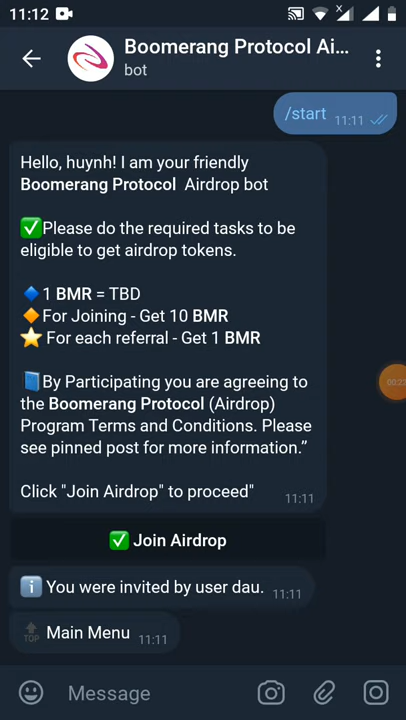 11:12
Boomerang Protocol Ai...
bot
/start 11:11
Hello, huynh! I am your friendly
Boomerang Protocol Airdrop bot
✅Please do the required tasks to be
eligible to get airdrop tokens.
🔷 1 BMR = TBD
🔶 For Joining - Get 10 BMR
⭐ For each referral - Get 1 BMR
📘By Participating you are agreeing to
the Boomerang Protocol (Airdrop)
Program Terms and Conditions. Please
see pinned post for more information.”
Click "Join Airdrop" to proceed" 11:11
✅ Join Airdrop
ℹ️ You were invited by user dau. 11:11
🔝 Main Menu 11:11
Message